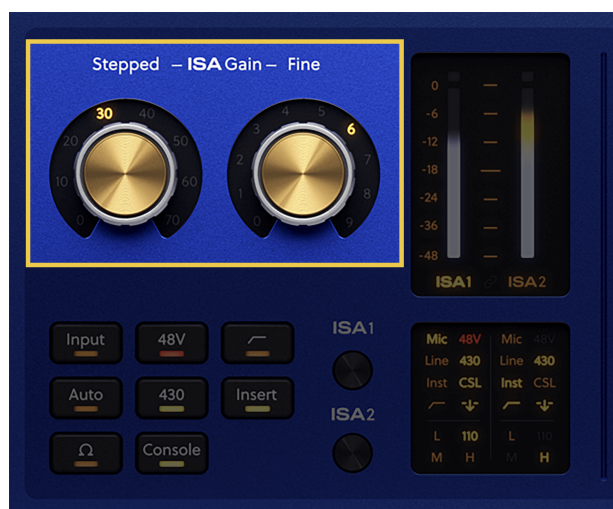 Stepped – ISA Gain – Fine
30 40
20 50
10 60
0 70
4 5
3 6
2 7
1 8
0 9
0
-6
-12
-18
-24
-36
-48
ISA1 ISA2
Input 48V
Auto 430 Insert
Ω Console
ISA1
ISA2
Mic 48V Mic 48V
Line 430 Line 430
Inst CSL Inst CSL
L 110 L 110
M H M H